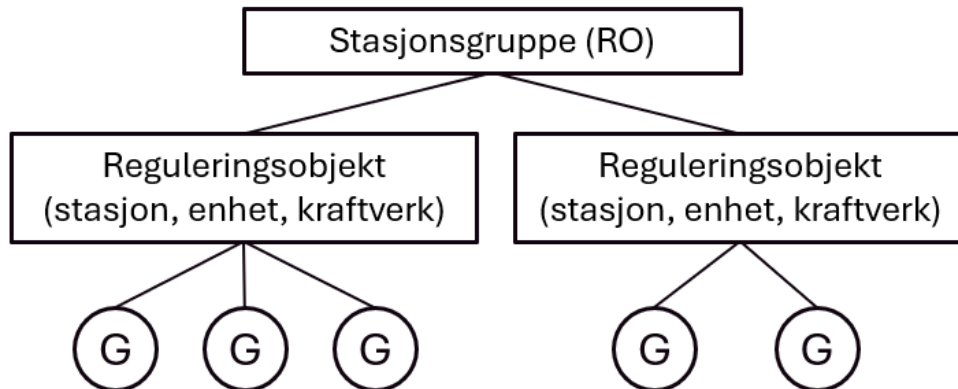 Stasjonsgruppe (RO)
Reguleringsobjekt
(stasjon, enhet, kraftverk)
Reguleringsobjekt
(stasjon, enhet, kraftverk)
G
G
G
G
G